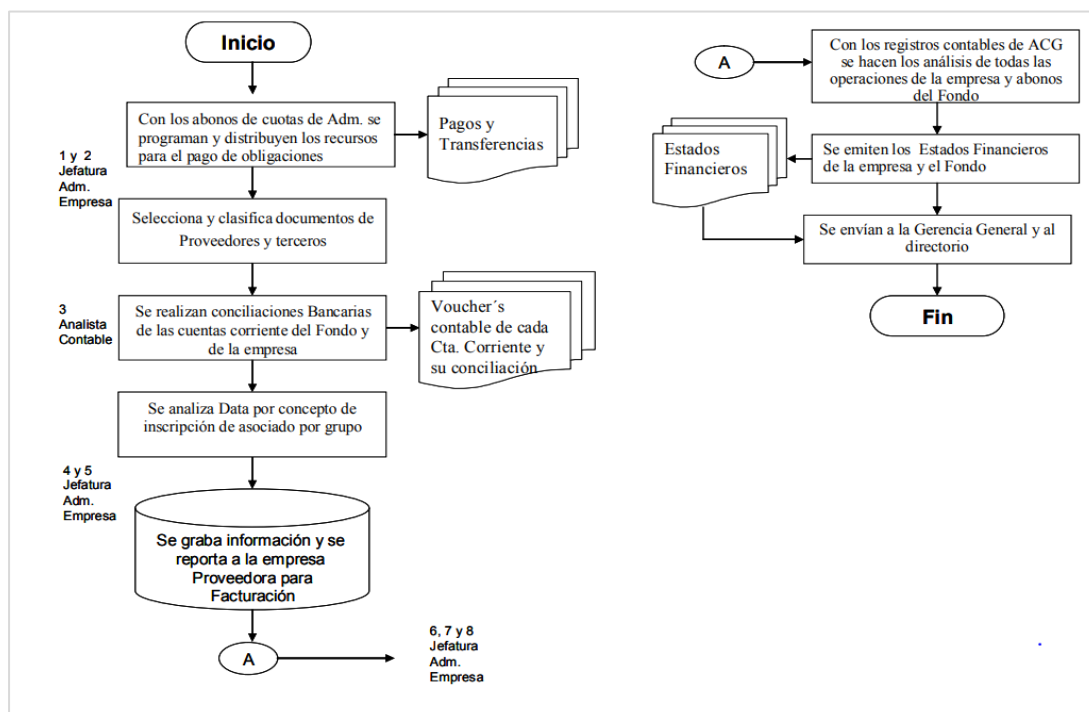 Inicio
Con los abonos de cuotas de Adm. se
programan y distribuyen los recursos
para el pago de obligaciones
Pagos y
Transferencias
1 y 2
Jefatura
Adm.
Empresa
Selecciona y clasifica documentos de
Proveedores y terceros
3
Analista
Contable
Se realizan conciliaciones Bancarias
de las cuentas corriente del Fondo y
de la empresa
Voucher´s
contable de cada
Cta. Corriente y
su conciliación
Se analiza Data por concepto de
inscripción de asociado por grupo
4 y 5
Jefatura
Adm.
Empresa
Se graba información y se
reporta a la empresa
Proveedora para
Facturación
A
6, 7 y 8
Jefatura
Adm.
Empresa
A
Con los registros contables de ACG
se hacen los análisis de todas las
operaciones de la empresa y abonos
del Fondo
Estados
Financieros
Se emiten los Estados Financieros
de la empresa y el Fondo
Se envían a la Gerencia General y al
directorio
Fin